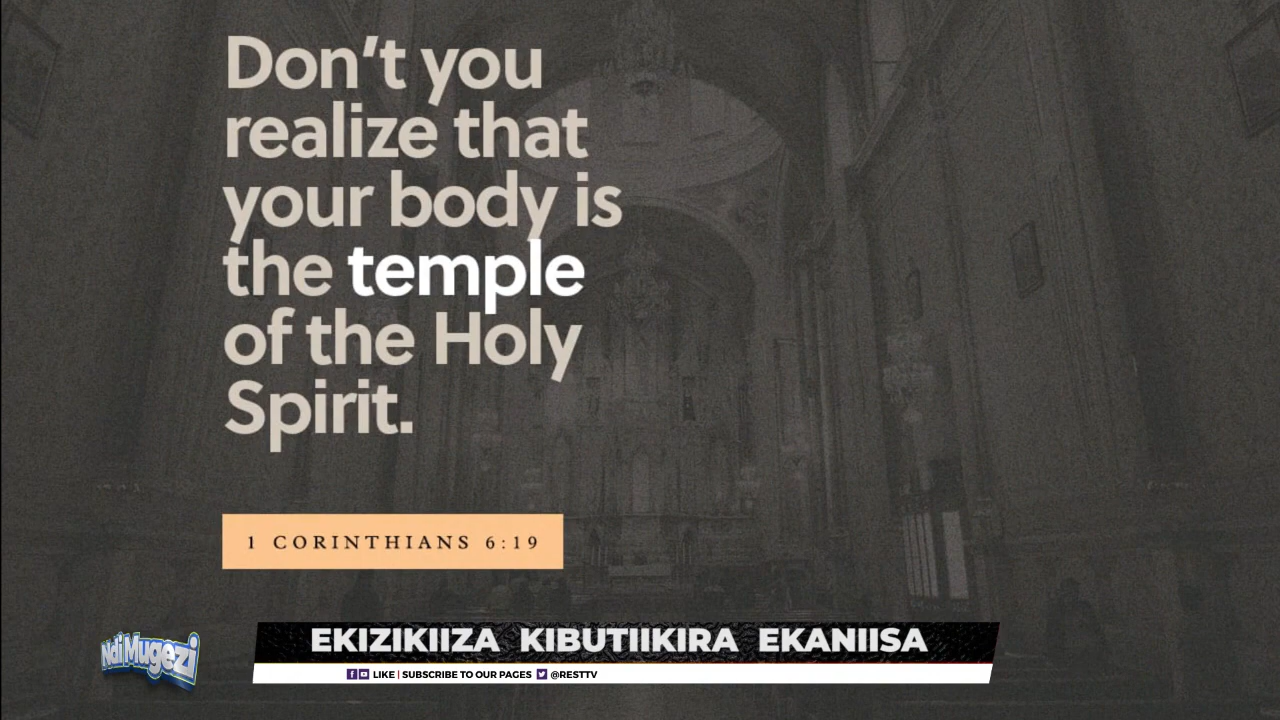 Don't you
realize that
your body is
the temple
of the Holy
Spirit.
1 CORINTHIANS 6:19
NdiMugezi
EKIZIKIIZA KIBUTIIKIRA EKANIISA
LIKE | SUBSCRIBE TO OUR PAGES @RESTTV